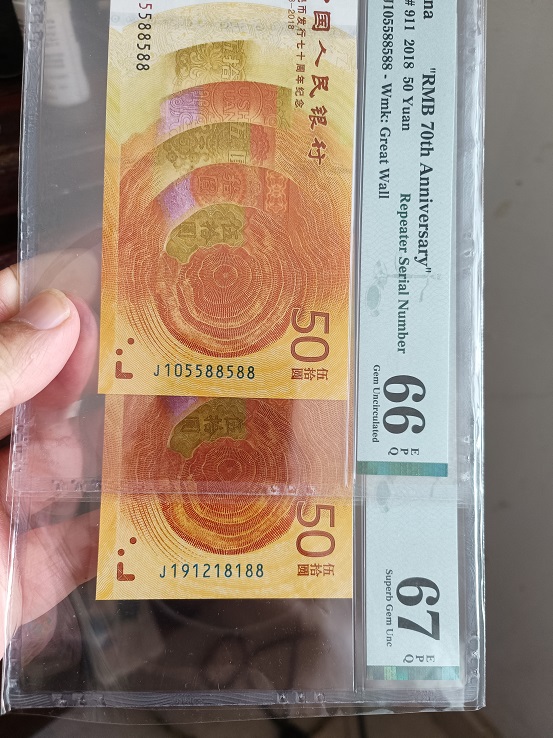 中国人民银行
民币发行七十周年纪念
-2018
5588588
50
伍拾圆
J105588588
50
伍拾圆
J191218188
na
# 911 2018 50 Yuan
J105588588 - Wmk: Great Wall
"RMB 70th Anniversary"
Repeater Serial Number
66 EPQ
Gem Uncirculated
67 EPQ
Superb Gem Unc